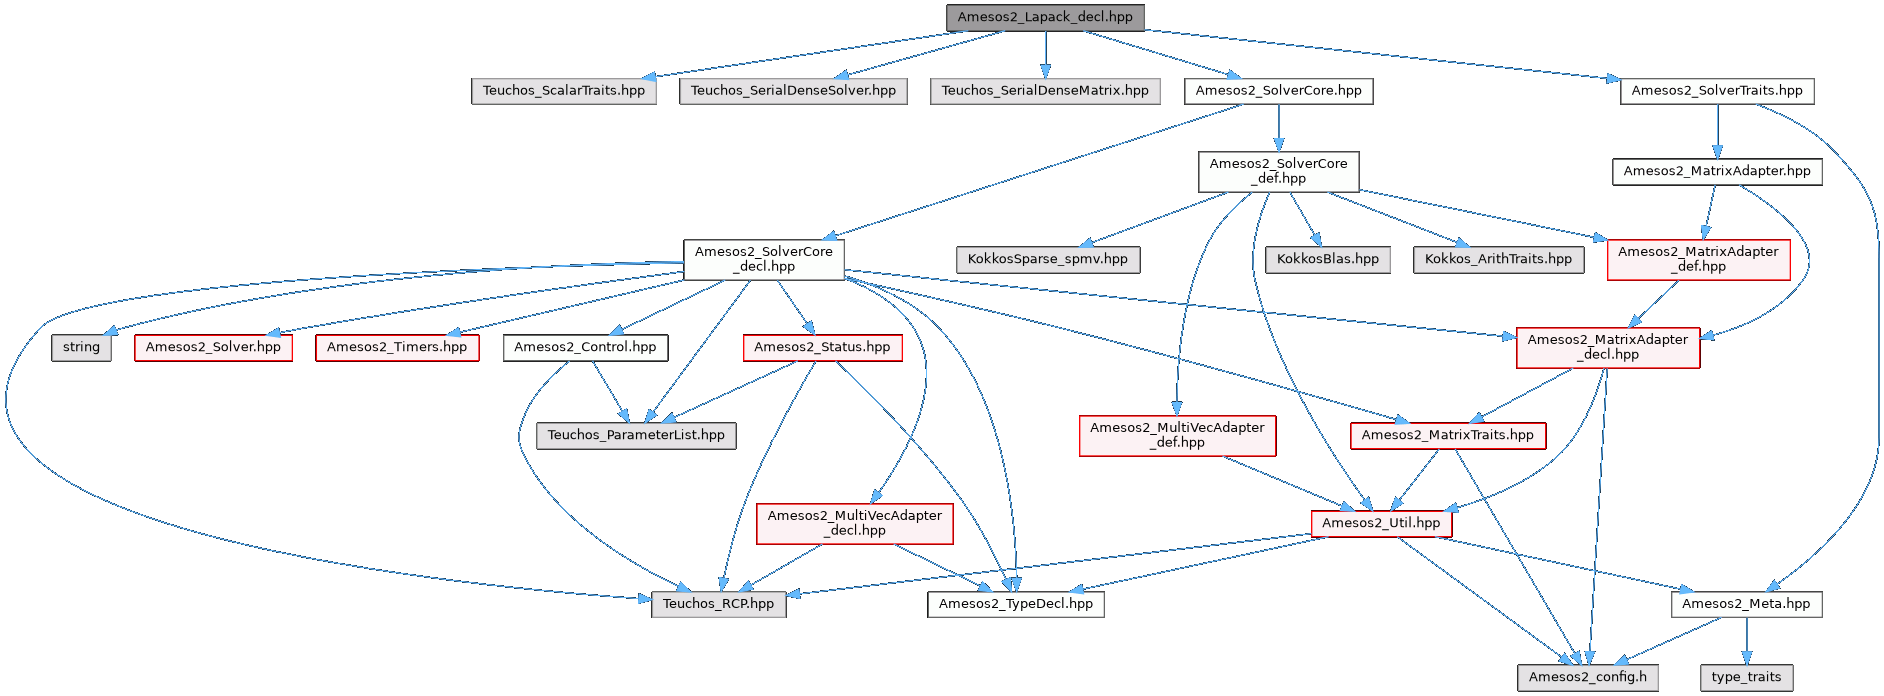 Amesos2_Lapack_decl.hpp
Teuchos_ScalarTraits.hpp
Teuchos_SerialDenseSolver.hpp
Teuchos_SerialDenseMatrix.hpp
Amesos2_SolverCore.hpp
Amesos2_SolverTraits.hpp
Amesos2_SolverCore
_def.hpp
Amesos2_MatrixAdapter.hpp
Amesos2_SolverCore
_decl.hpp
KokkosSparse_spmv.hpp
KokkosBlas.hpp
Kokkos_ArithTraits.hpp
Amesos2_MatrixAdapter
_def.hpp
string
Amesos2_Solver.hpp
Amesos2_Timers.hpp
Amesos2_Control.hpp
Amesos2_Status.hpp
Amesos2_MatrixAdapter
_decl.hpp
Teuchos_ParameterList.hpp
Amesos2_MultiVecAdapter
_def.hpp
Amesos2_MatrixTraits.hpp
Amesos2_MultiVecAdapter
_decl.hpp
Amesos2_Util.hpp
Teuchos_RCP.hpp
Amesos2_TypeDecl.hpp
Amesos2_Meta.hpp
Amesos2_config.h
type_traits